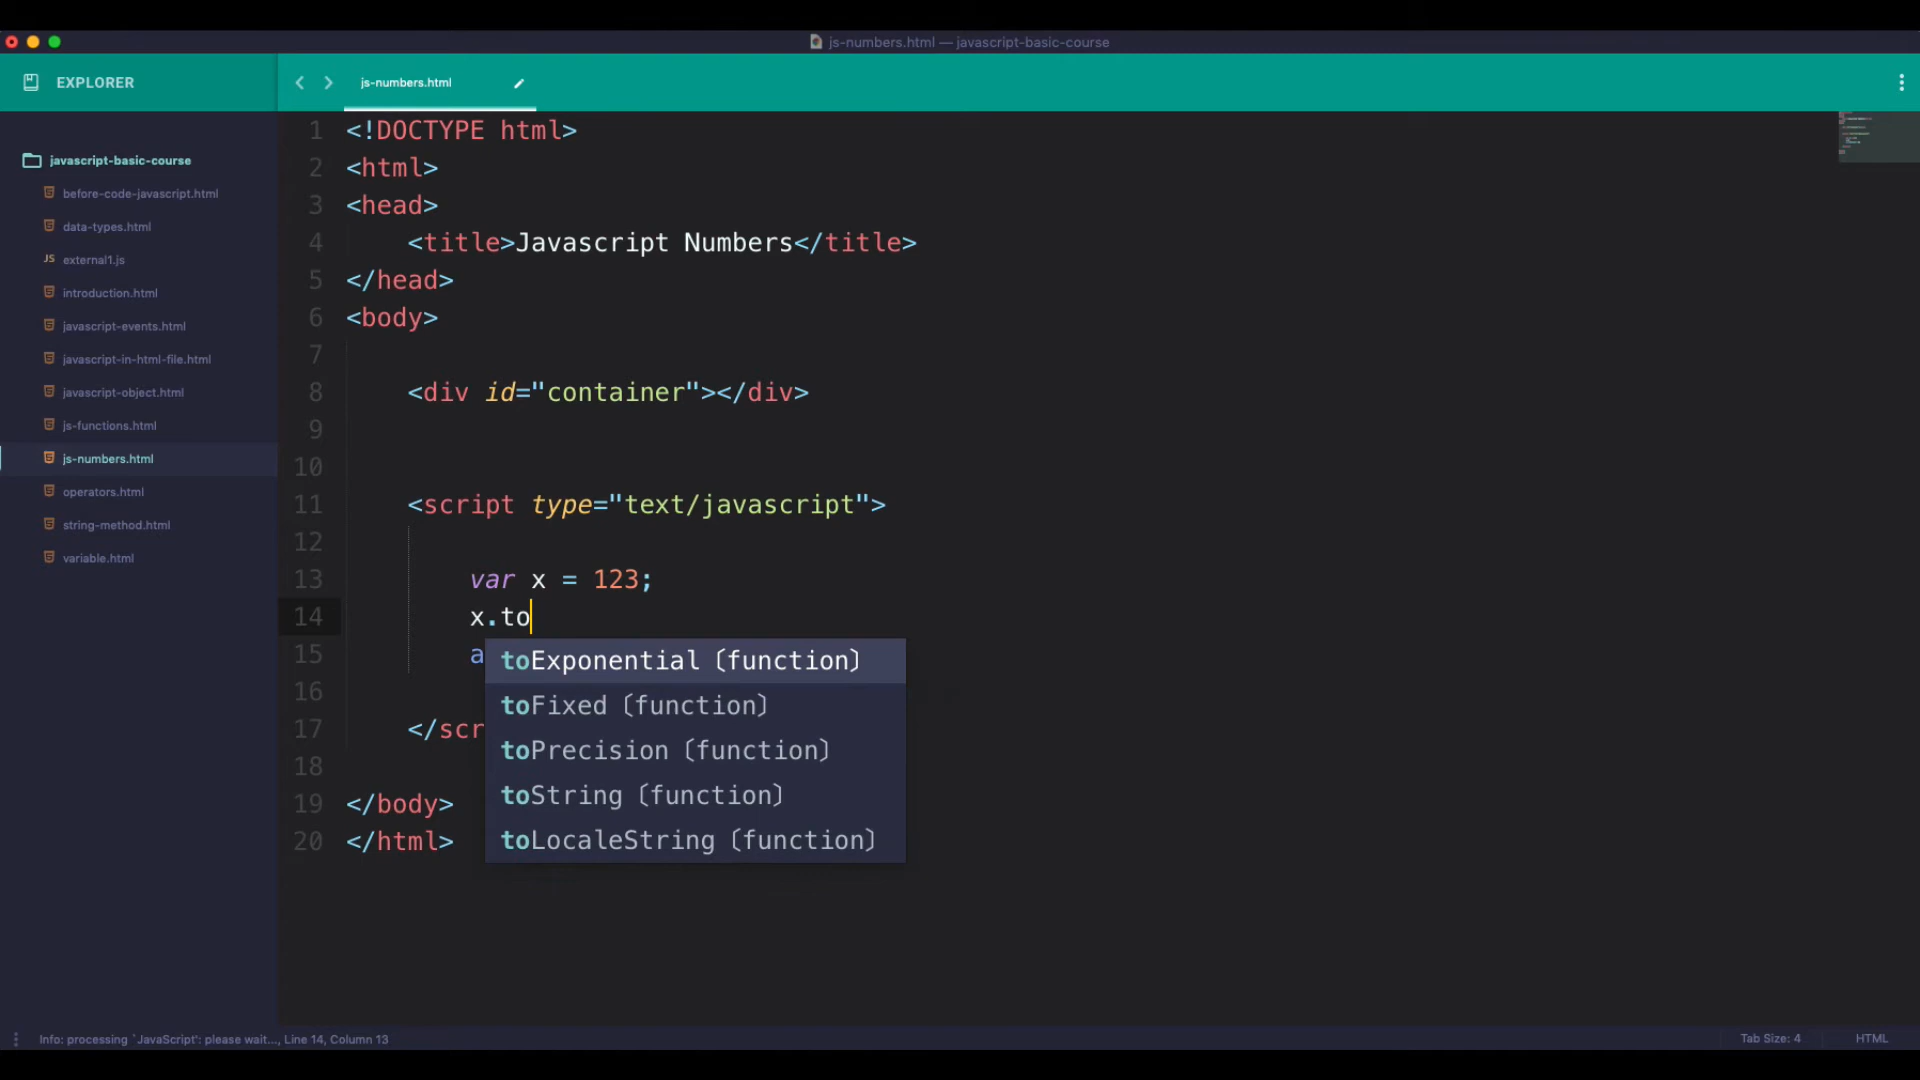 js-numbers.html — javascript-basic-course
EXPLORER
js-numbers.html
javascript-basic-course
before-code-javascript.html
data-types.html
JS external1.js
introduction.html
javascript-events.html
javascript-in-html-file.html
javascript-object.html
js-functions.html
js-numbers.html
operators.html
string-method.html
variable.html
1 <!DOCTYPE html>
2 <html>
3 <head>
4 <title>Javascript Numbers</title>
5 </head>
6 <body>
7
8 <div id="container"></div>
9
10
11 <script type="text/javascript">
12
13 var x = 123;
14 x.to
15 a
16
17 </scr
18
19 </body>
20 </html>
toExponential (function)
toFixed (function)
toPrecision (function)
toString (function)
toLocaleString (function)
Info: processing `JavaScript': please wait..., Line 14, Column 13
Tab Size: 4
HTML